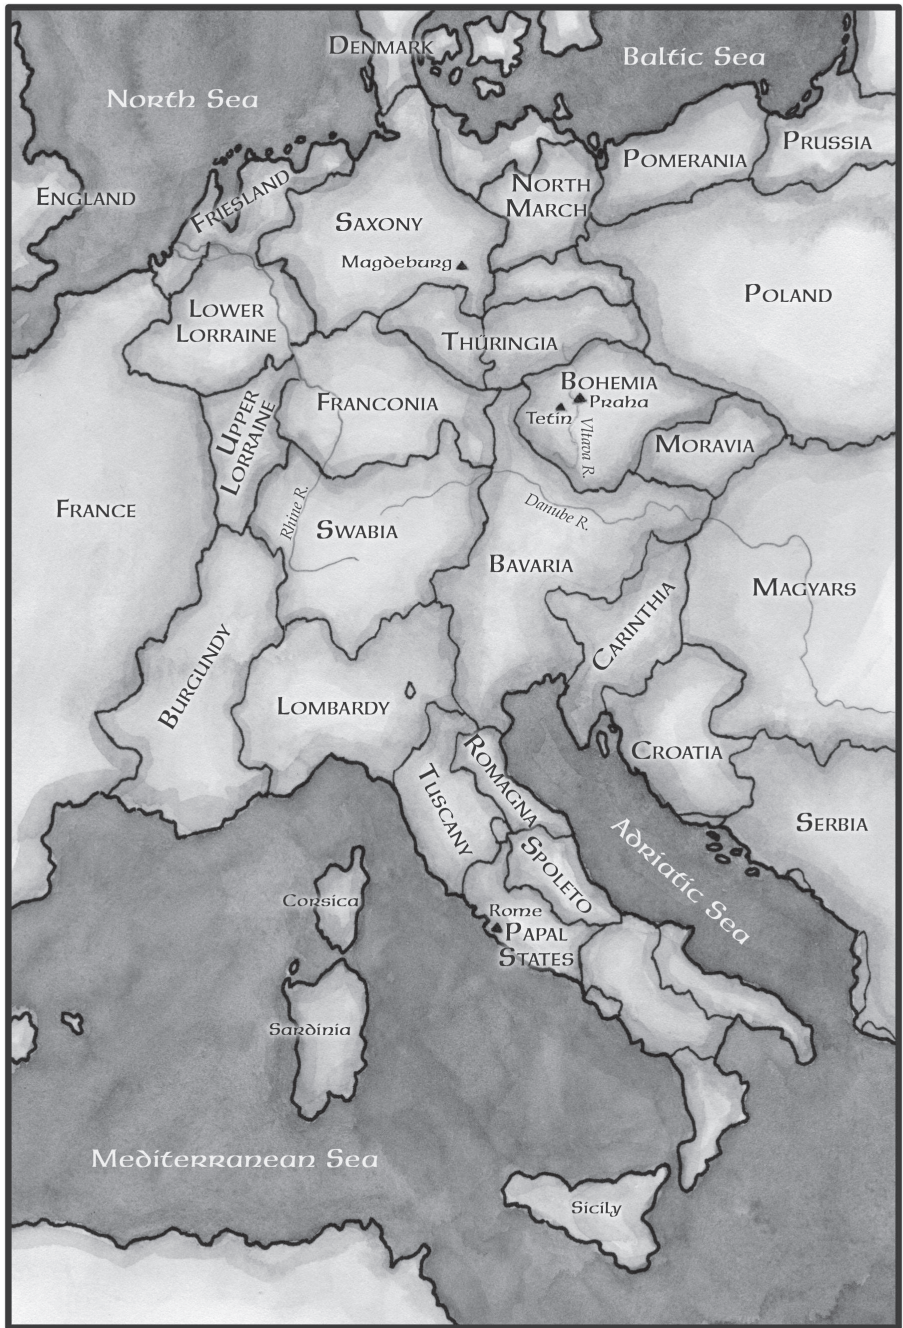 DENMARK
Baltic Sea
North Sea
PRUSSIA
POMERANIA
ENGLAND
FRIESLAND
NORTH
MARCH
SAXONY
Magdeburg
POLAND
LOWER
LORRAINE
THÜRINGIA
BOHEMIA
Praha
Tetín
Vltava R.
MORAVIA
FRANCONIA
UPPER
LORRAINE
FRANCE
Rhine R.
SWABIA
Danube R.
BAVARIA
MAGYARS
CARINTHIA
BURGUNDY
LOMBARDY
CROATIA
ROMAGNA
TUSCANY
SERBIA
Adriatic Sea
SPOLETO
Corsica
Rome
PAPAL
STATES
Sardinia
Mediterranean Sea
Sicily